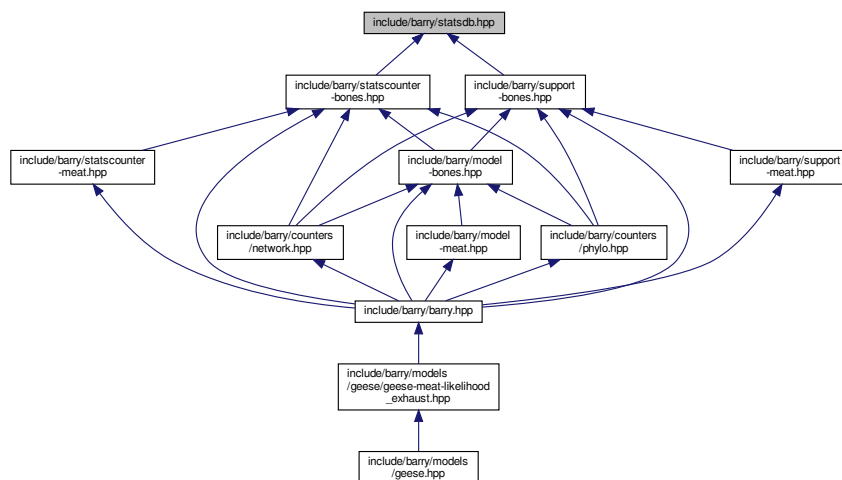 include/barry/statsdb.hpp
include/barry/statscounter
-bones.hpp
include/barry/support
-bones.hpp
include/barry/statscounter
-meat.hpp
include/barry/model
-bones.hpp
include/barry/support
-meat.hpp
include/barry/counters
/network.hpp
include/barry/model
-meat.hpp
include/barry/counters
/phylo.hpp
include/barry/barry.hpp
include/barry/models
/geese/geese-meat-likelihood
_exhaust.hpp
include/barry/models
/geese.hpp